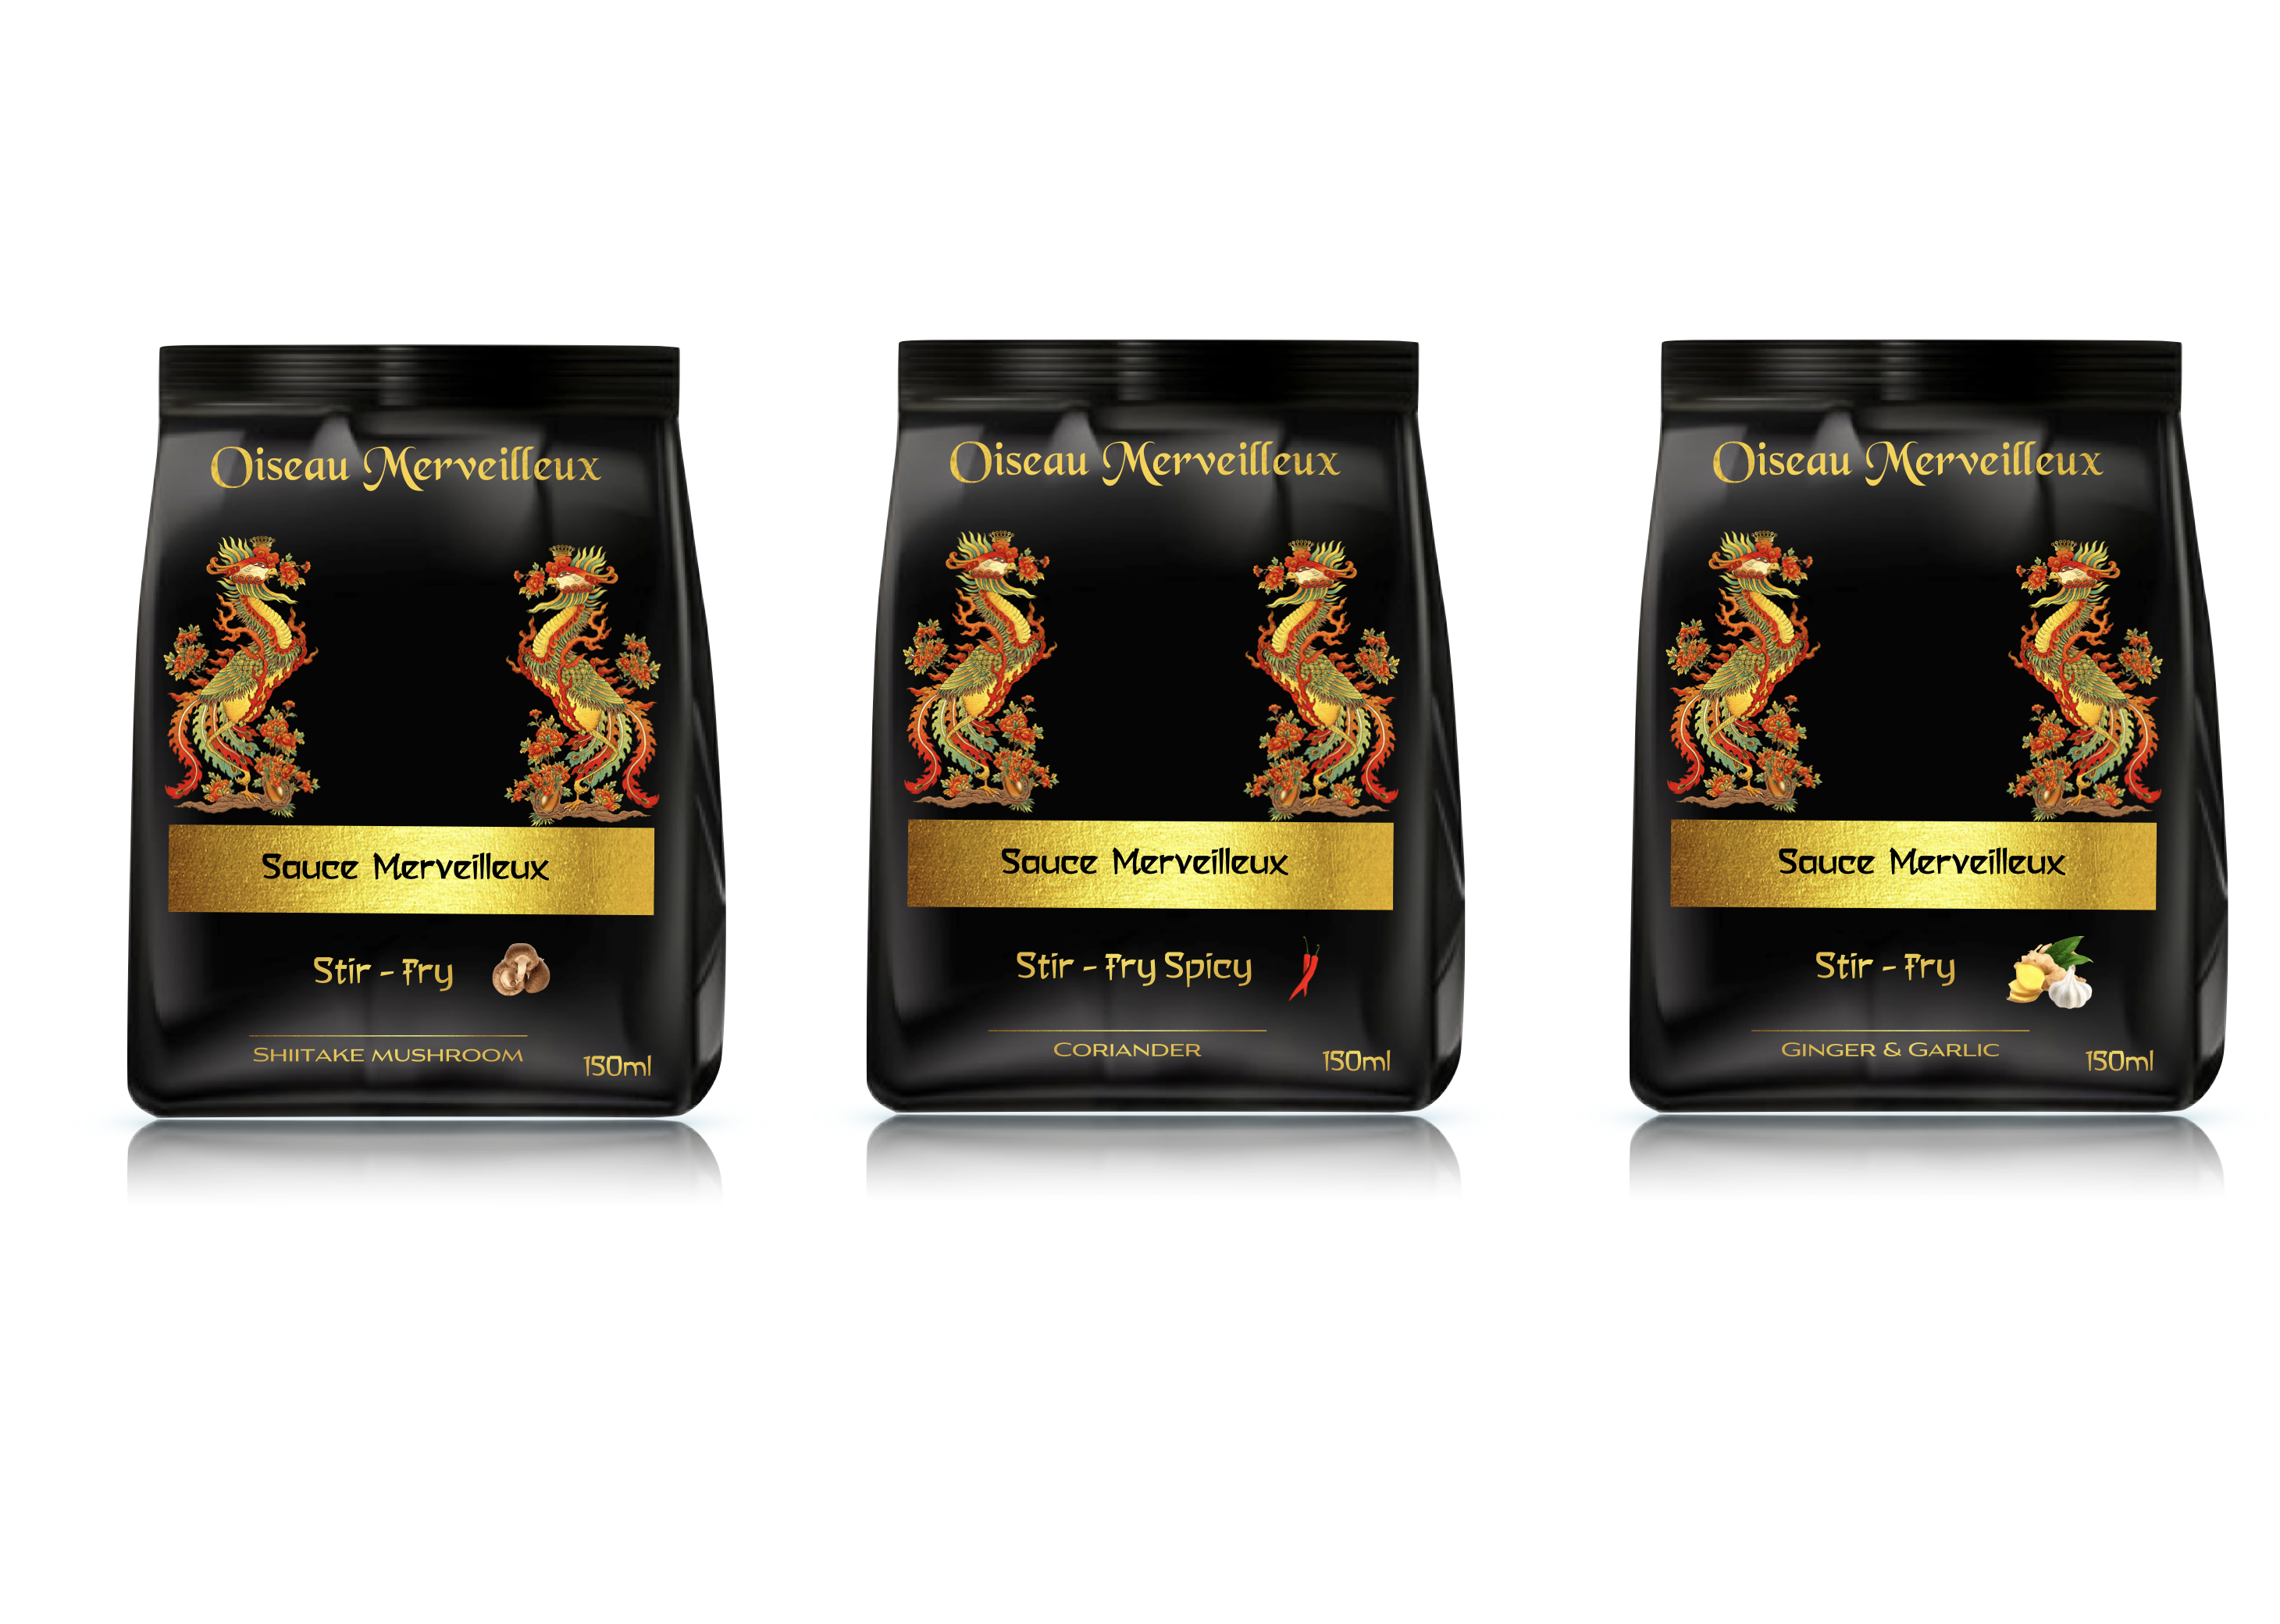 Oiseau Merveilleux
Sauce Merveilleux
Stir - Fry
SHIITAKE MUSHROOM
150ml
Oiseau Merveilleux
Sauce Merveilleux
Stir - Fry Spicy
CORIANDER
150ml
Oiseau Merveilleux
Sauce Merveilleux
Stir - Fry
GINGER & GARLIC
150ml